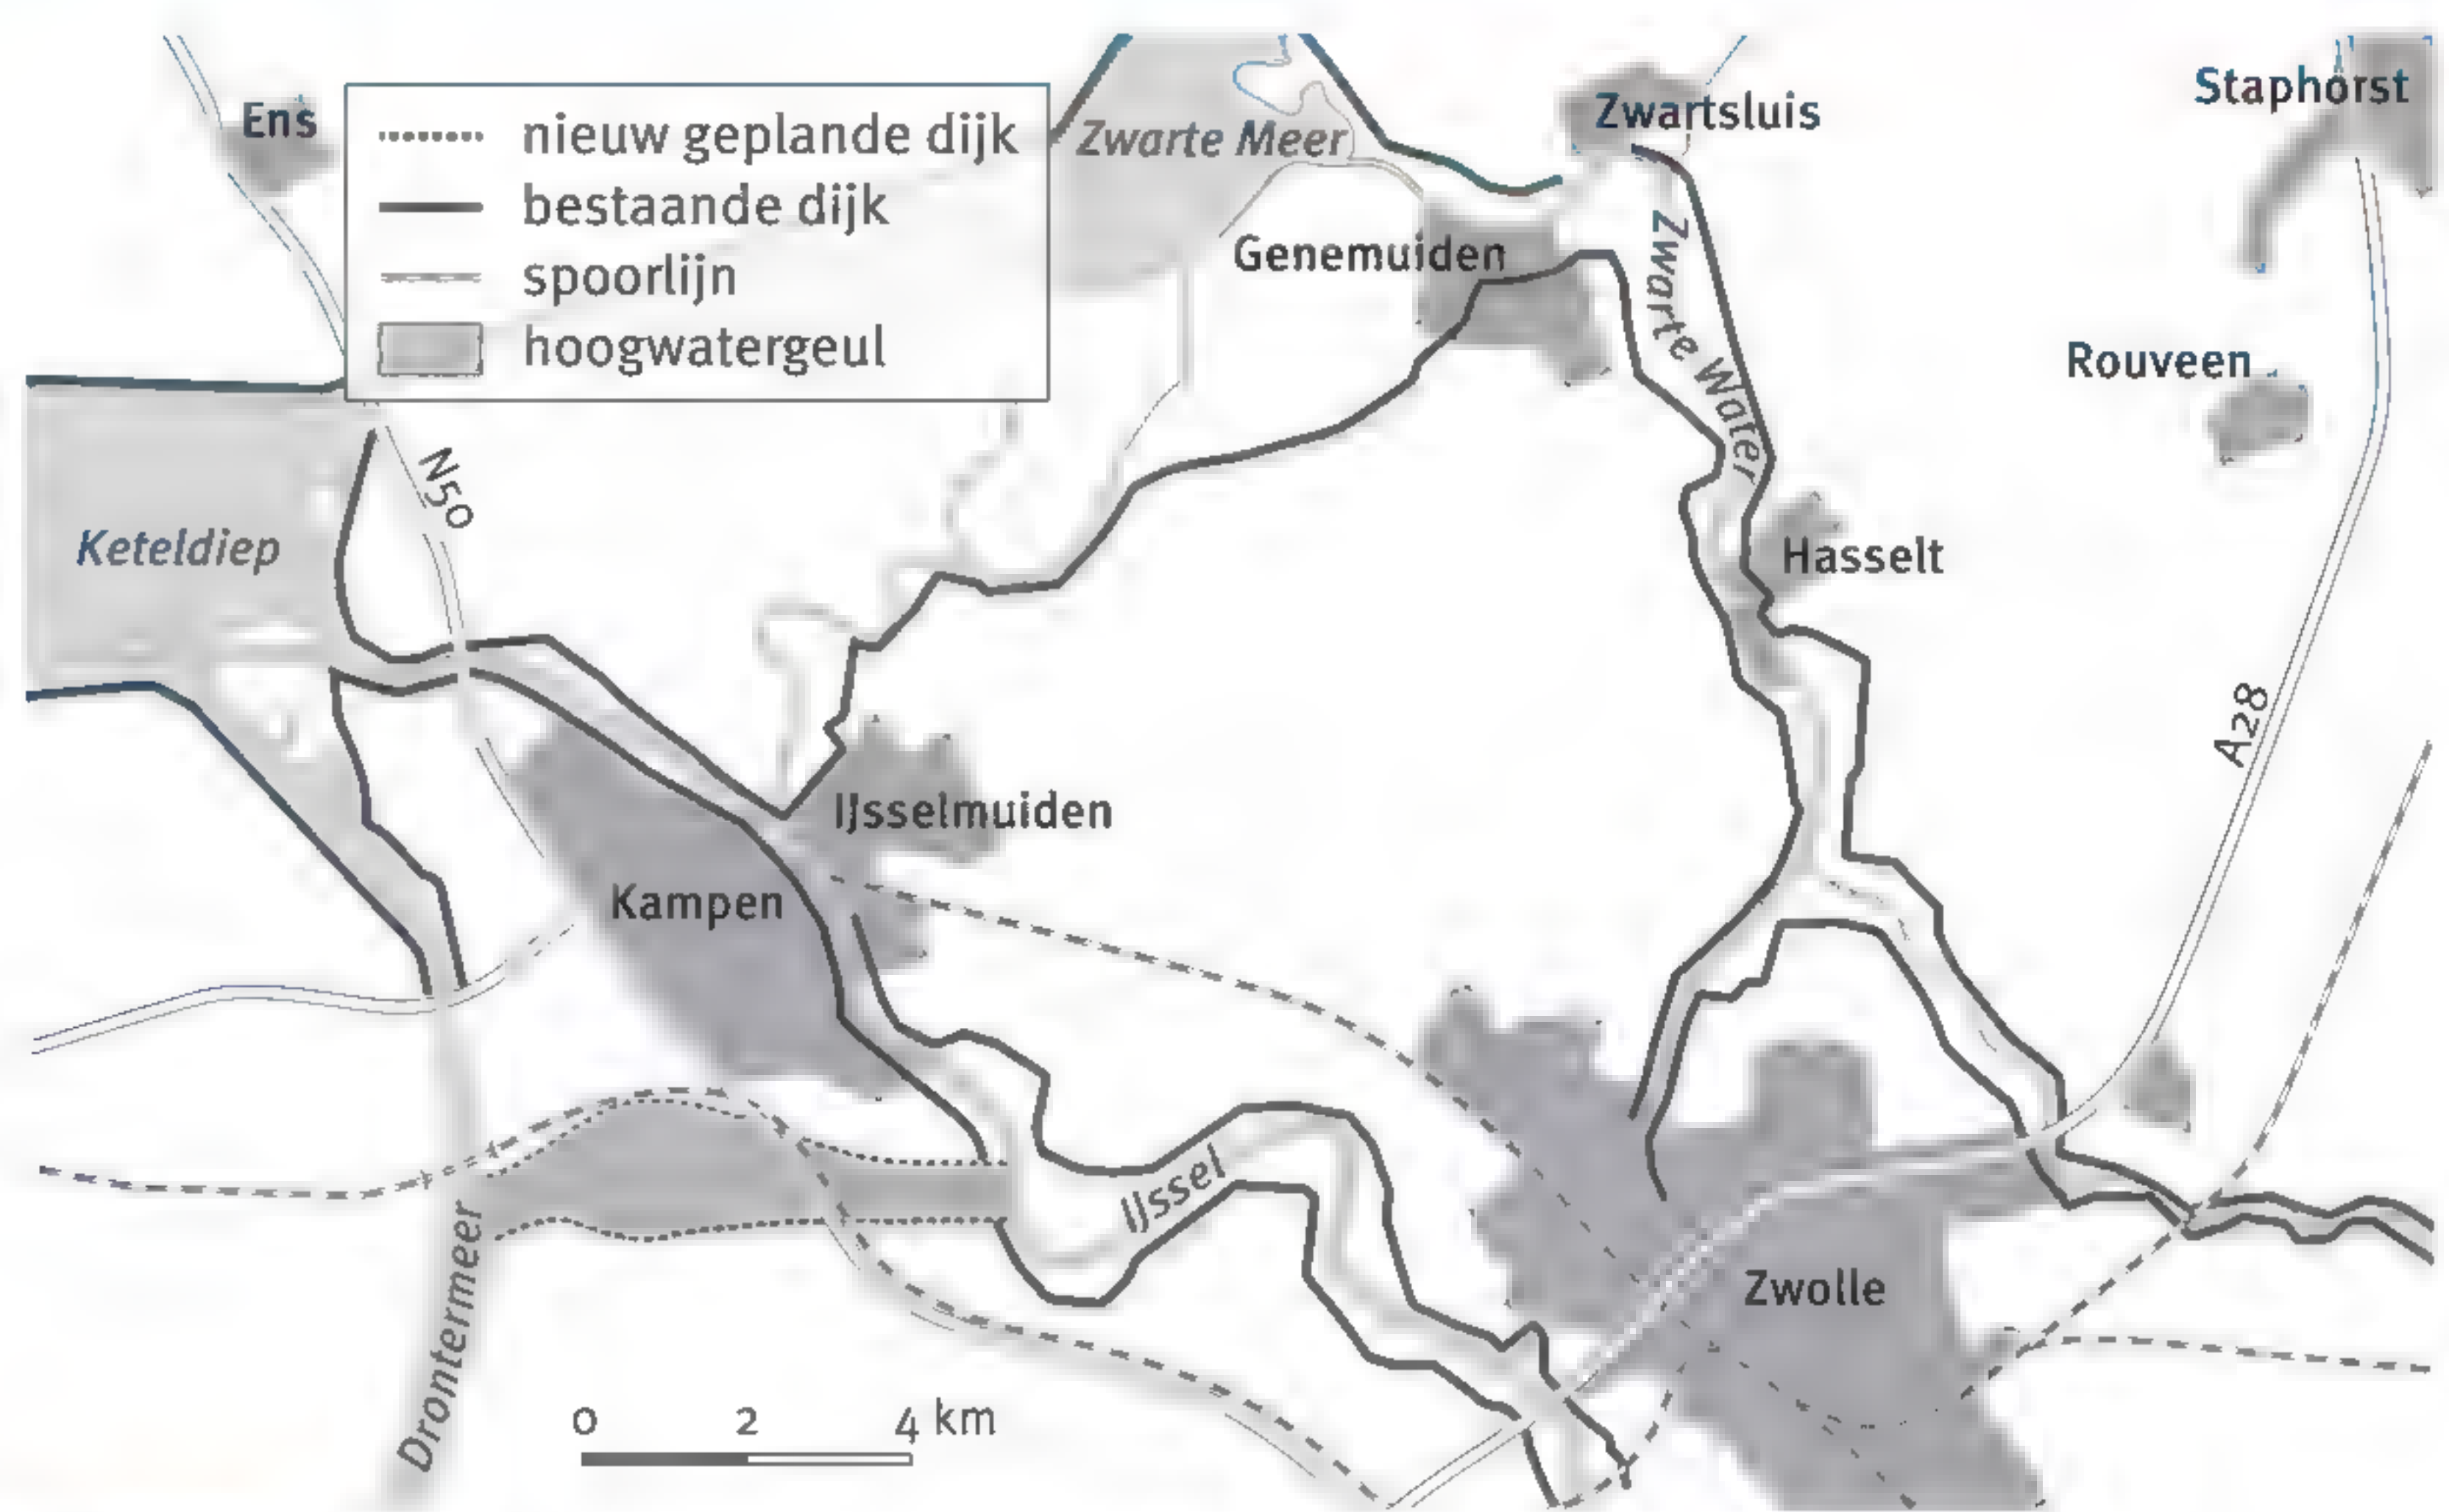 Ens
nieuw geplande dijk
bestaande dijk
spoorlijn
hoogwatergeul
Zwarte Meer
Zwartsluis
Staphorst
Genemuiden
Zwarte Water
Rouveen
N50
Keteldiep
Hasselt
A28
IJsselmuiden
Kampen
IJssel
Drontermeer
Zwolle
0 2 4 km